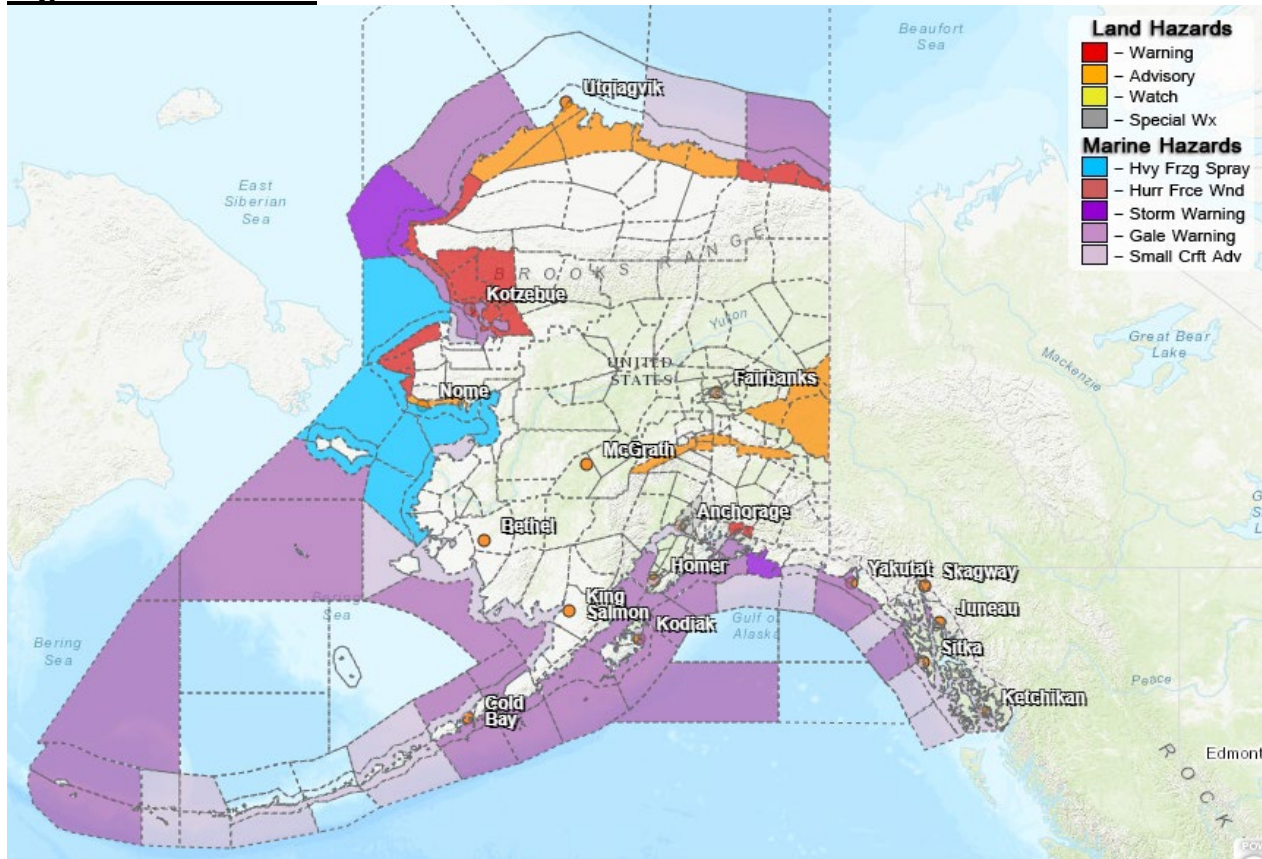 Land Hazards
– Warning
– Advisory
– Watch
– Special Wx
Marine Hazards
– Hvy Frzg Spray
– Hurr Frce Wnd
– Storm Warning
– Gale Warning
– Small Crft Adv
Beaufort
Sea
Utqiagvik
East
Siberian
Sea
BROOKS RANGE
Kotzebue
Yukon
Great Bear
Lake
Mackenzie
UNITED
STATES
Fairbanks
Nome
McGrath
Anchorage
Bethel
Homer
Yakutat
Skagway
King
Salmon
Juneau
Kodiak
Bering
Sea
Gulf of
Alaska
Bering
Sea
Sitka
Peace
Cold
Bay
Ketchikan
Edmont
ROCK